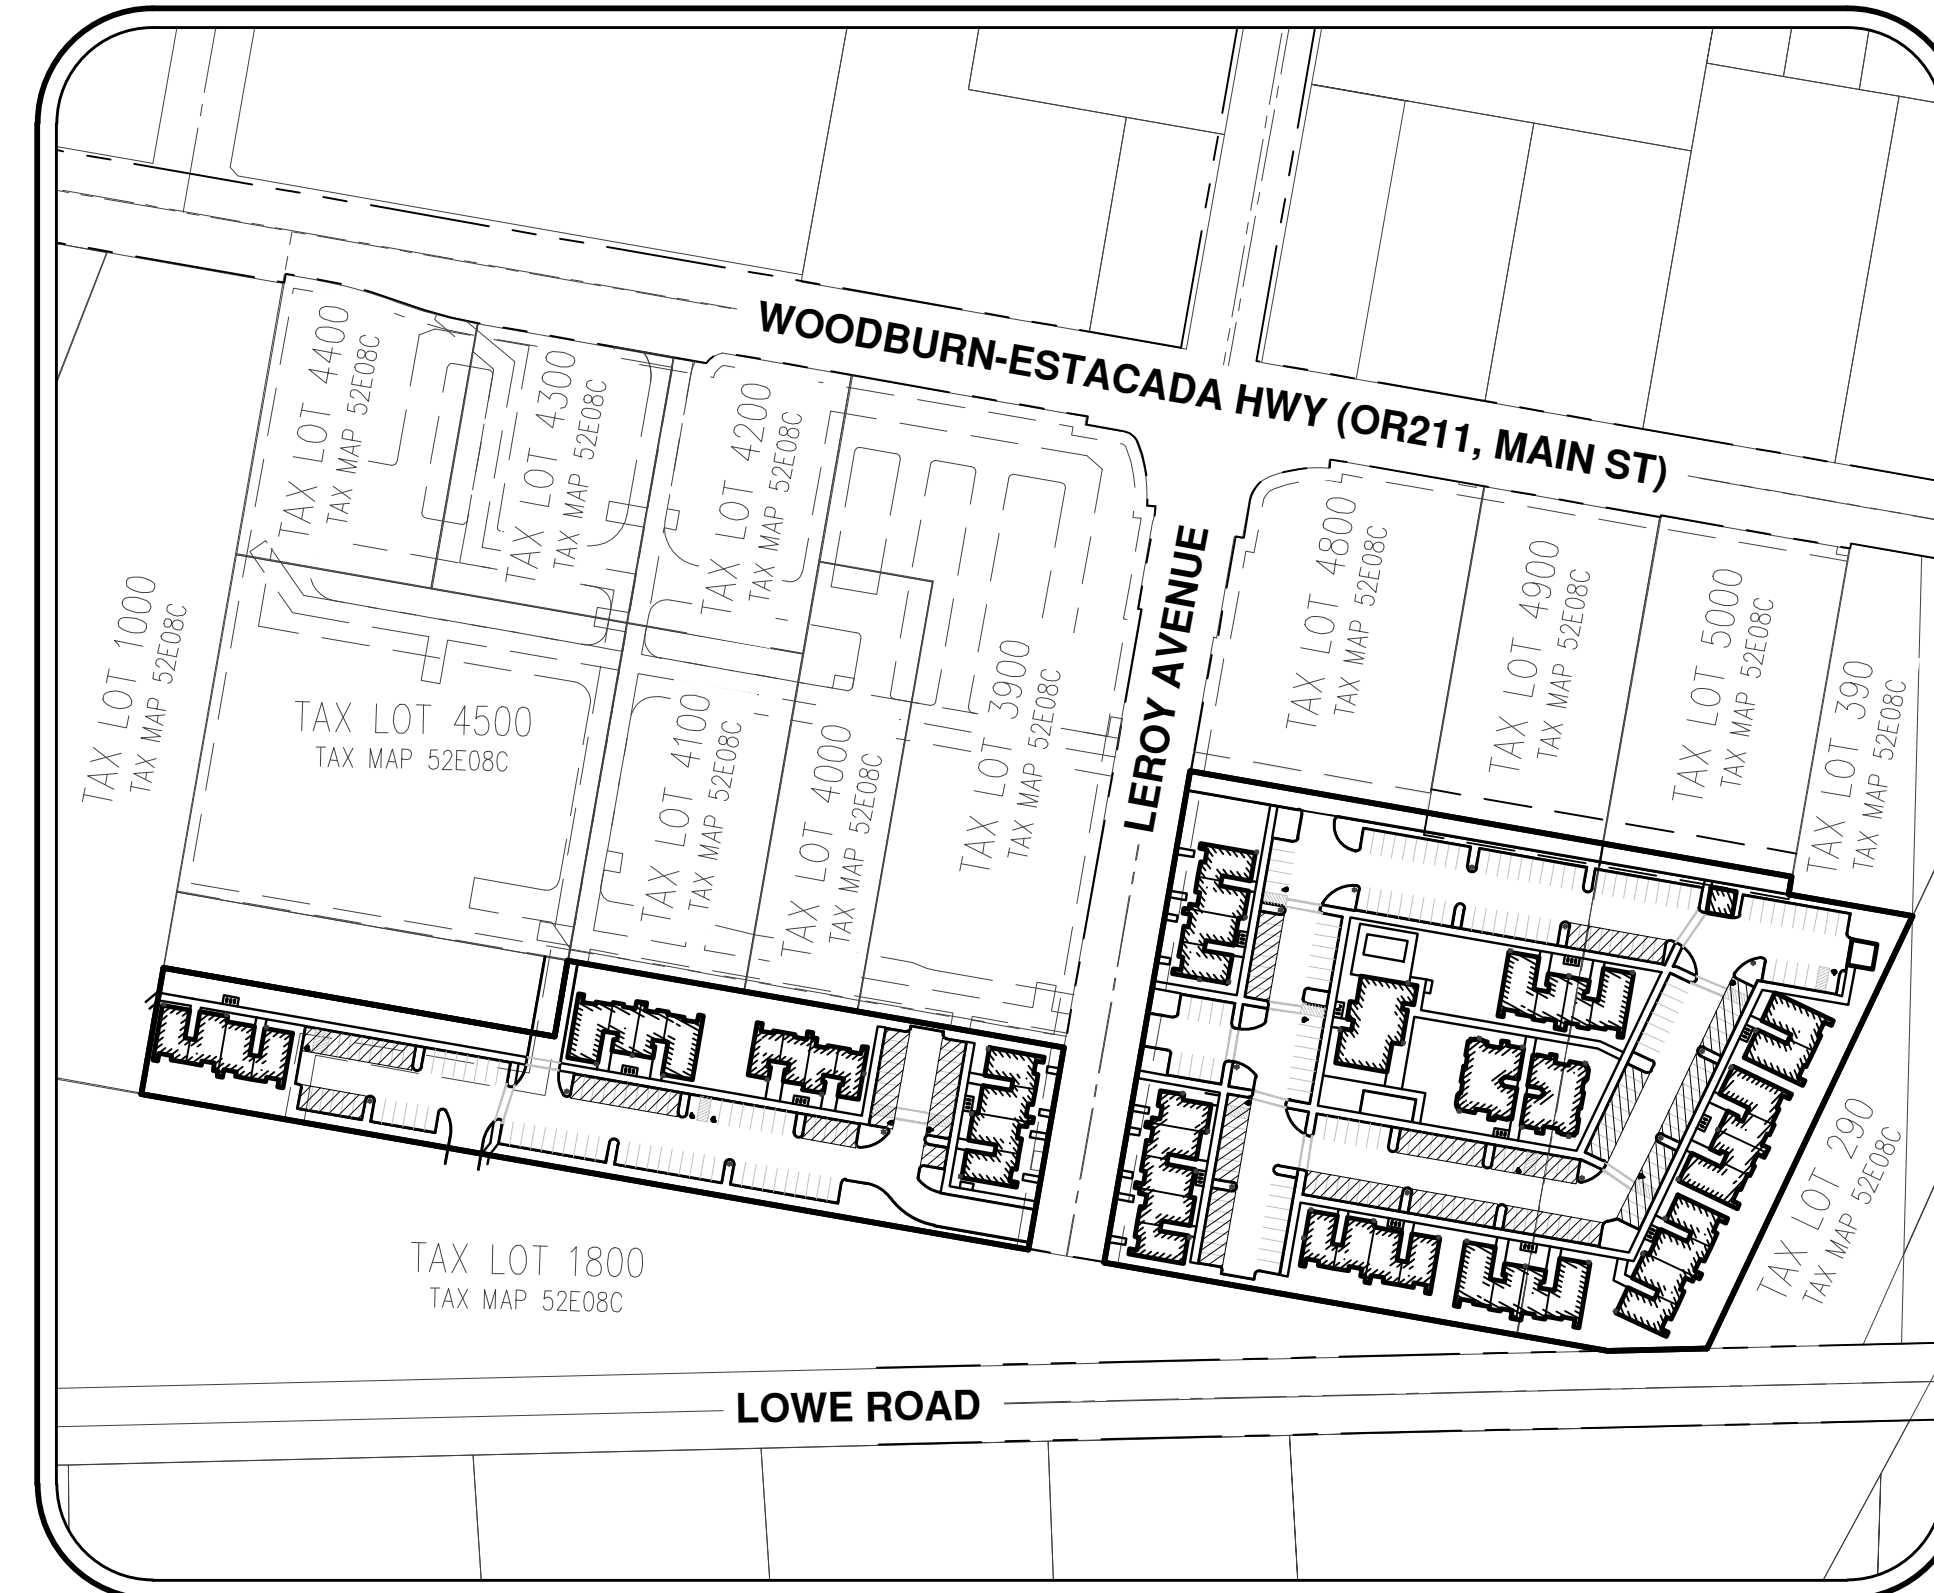 WOODBURN-ESTACADA HWY (OR211, MAIN ST)
TAX LOT 4400
TAX MAP 52E08C
TAX LOT 4300
TAX MAP 52E08C
TAX LOT 4200
TAX MAP 52E08C
LEROY AVENUE
TAX LOT 4800
TAX MAP 52E08C
TAX LOT 4900
TAX MAP 52E08C
TAX LOT 5000
TAX MAP 52E08C
TAX LOT 390
TAX MAP 52E08C
TAX LOT 1000
TAX MAP 52E08C
TAX LOT 4500
TAX MAP 52E08C
TAX LOT 4100
TAX MAP 52E08C
TAX LOT 4000
TAX MAP 52E08C
TAX LOT 3900
TAX MAP 52E08C
TAX LOT 290
TAX MAP 52E08C
TAX LOT 1800
TAX MAP 52E08C
LOWE ROAD